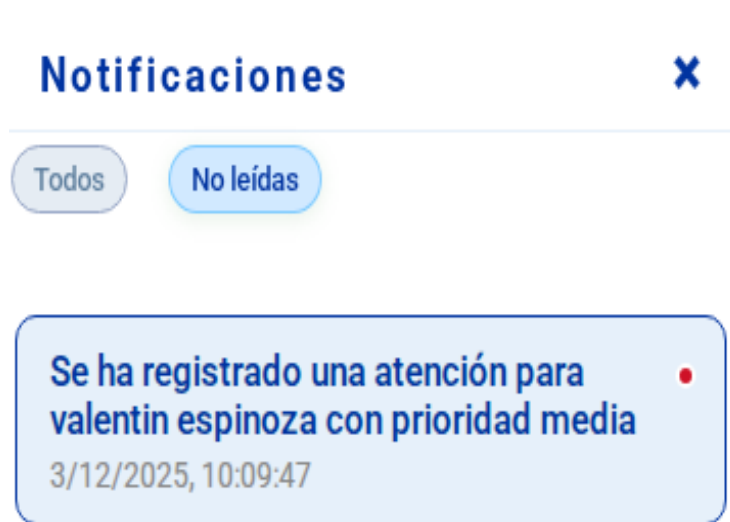 Notificaciones
Todos
No leídas
Se ha registrado una atención para
valentin espinoza con prioridad media
3/12/2025, 10:09:47